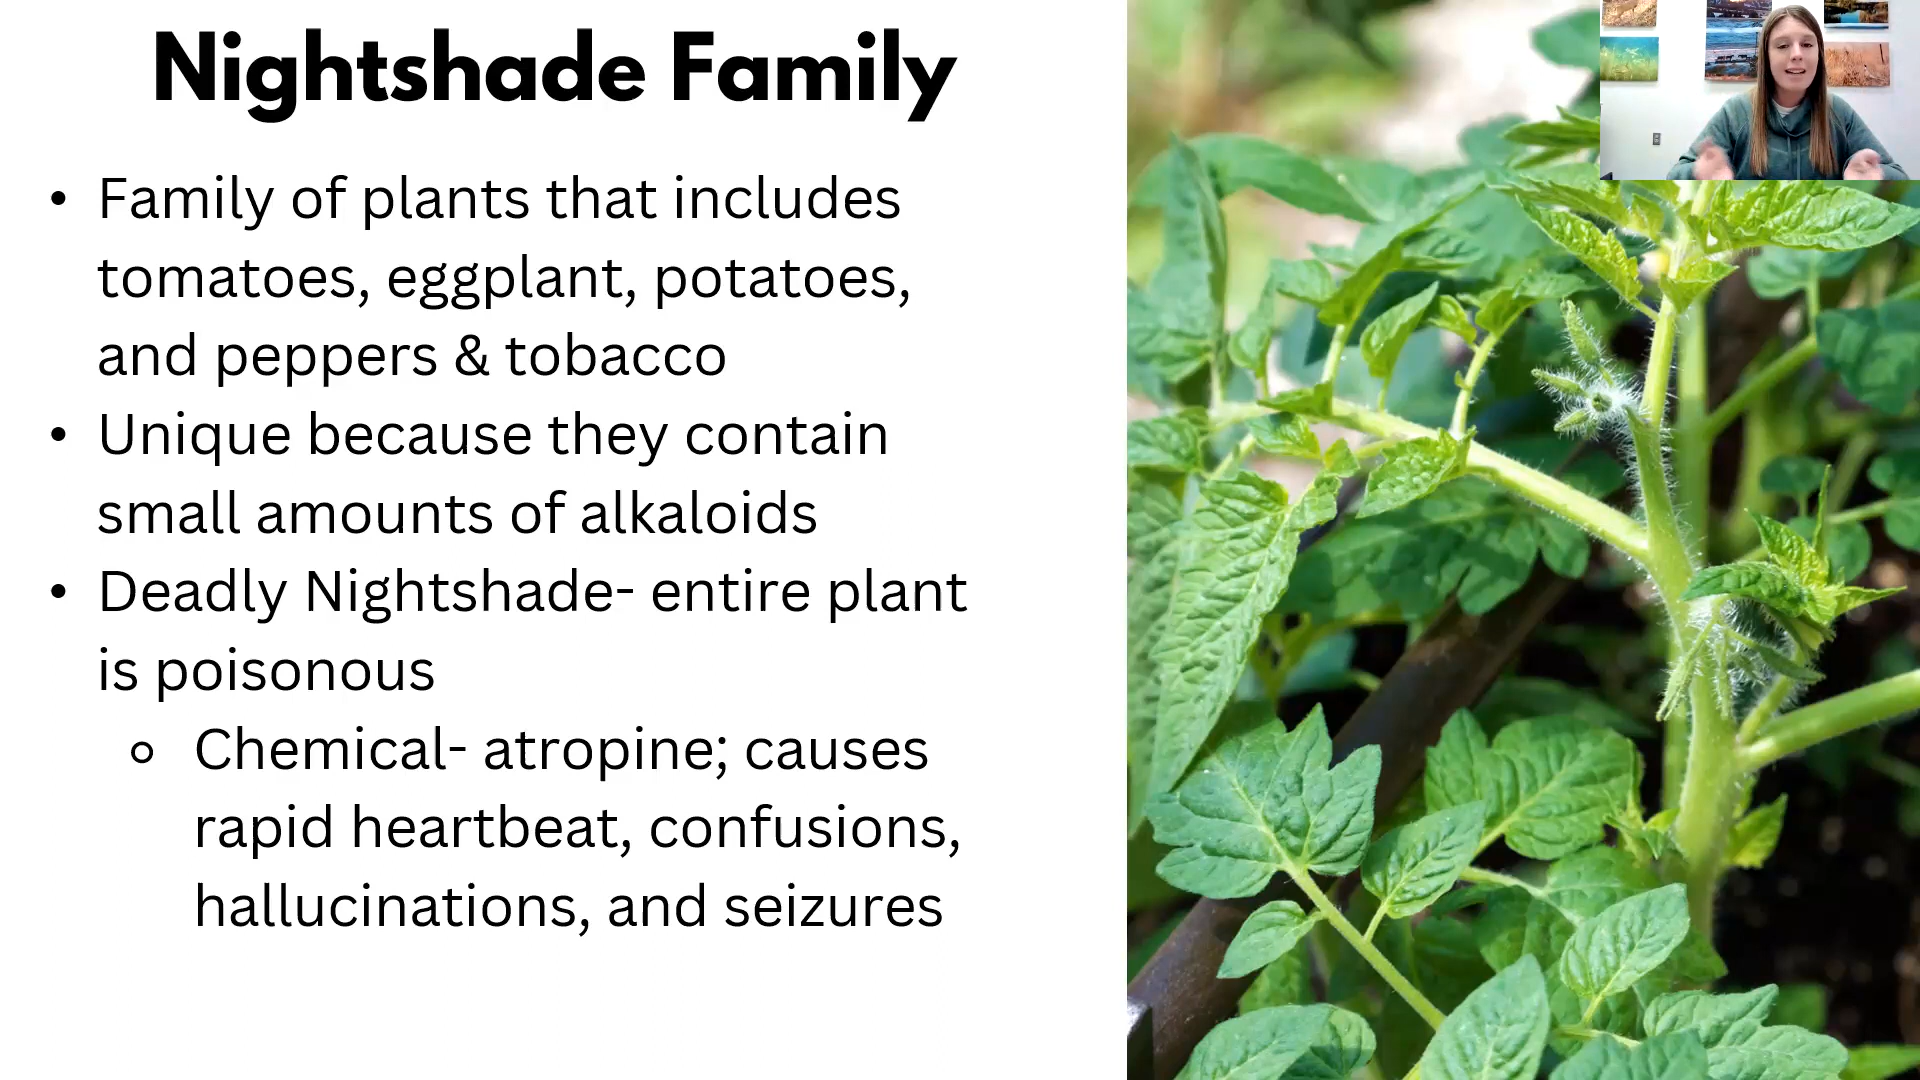 Nightshade Family
• Family of plants that includes
tomatoes, eggplant, potatoes,
and peppers & tobacco
• Unique because they contain
small amounts of alkaloids
• Deadly Nightshade- entire plant
is poisonous
○ Chemical- atropine; causes
rapid heartbeat, confusions,
hallucinations, and seizures